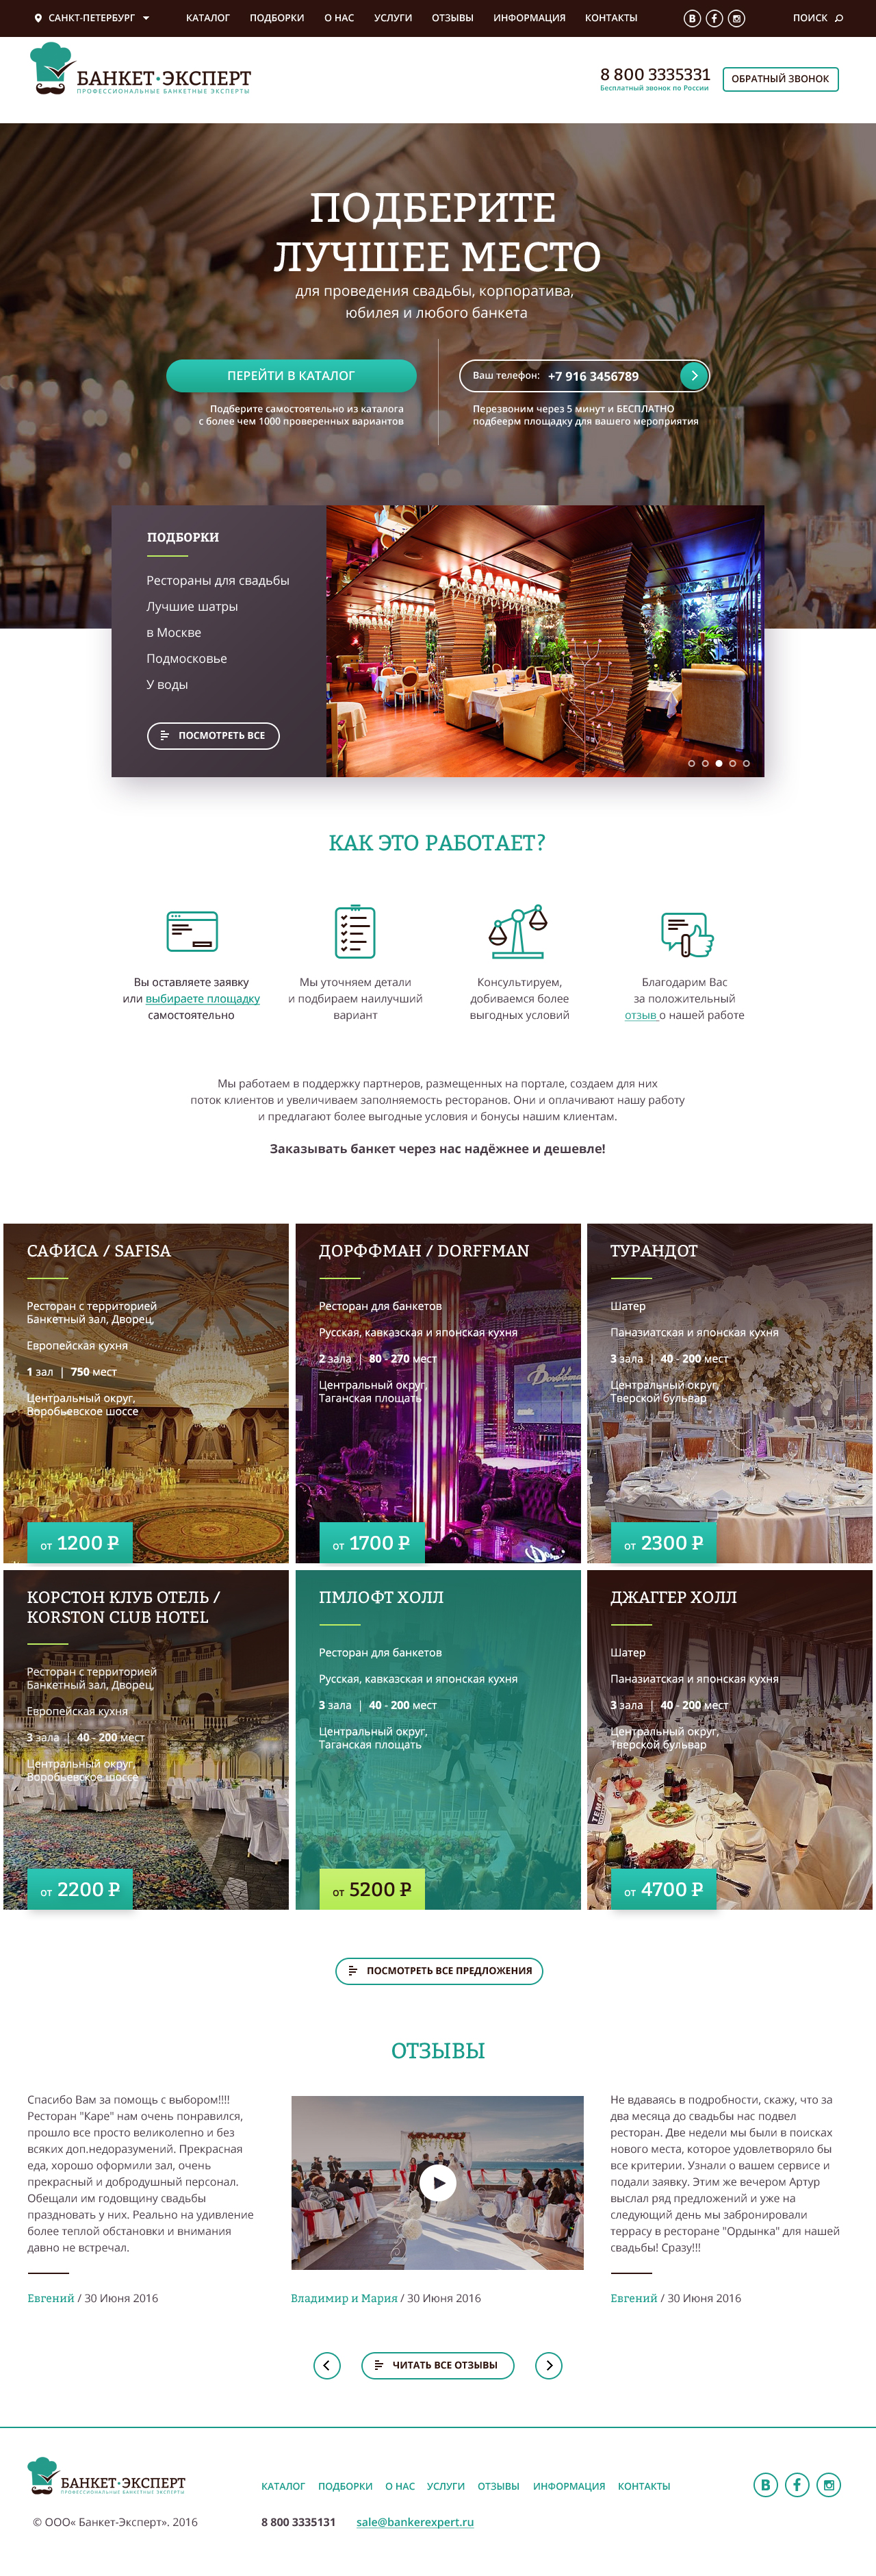 САНКТ-ПЕТЕРБУРГ
КАТАЛОГ ПОДБОРКИ О НАС УСЛУГИ ОТЗЫВЫ ИНФОРМАЦИЯ КОНТАКТЫ
ПОИСК
БАНКЕТ·ЭКСПЕРТ
ПРОФЕССИОНАЛЬНЫЕ БАНКЕТНЫЕ ЭКСПЕРТЫ
8 800 3335331
Бесплатный звонок по России
ОБРАТНЫЙ ЗВОНОК
ПОДБЕРИТЕ
ЛУЧШЕЕ МЕСТО
для проведения свадьбы, корпоратива,
юбилея и любого банкета
ПЕРЕЙТИ В КАТАЛОГ
Подберите самостоятельно из каталога
с более чем 1000 проверенных вариантов
Ваш телефон: +7 916 3456789
Перезвоним через 5 минут и БЕСПЛАТНО
подбеерм площадку для вашего мероприятия
ПОДБОРКИ
Рестораны для свадьбы
Лучшие шатры
в Москве
Подмосковье
У воды
ПОСМОТРЕТЬ ВСЕ
КАК ЭТО РАБОТАЕТ?
Вы оставляете заявку
или выбираете площадку
самостоятельно
Мы уточняем детали
и подбираем наилучший
вариант
Консультируем,
добиваемся более
выгодных условий
Благодарим Вас
за положительный
отзыв о нашей работе
Мы работаем в поддержку партнеров, размещенных на портале, создаем для них
поток клиентов и увеличиваем заполняемость ресторанов. Они и оплачивают нашу работу
и предлагают более выгодные условия и бонусы нашим клиентам.
Заказывать банкет через нас надёжнее и дешевле!
САФИСА / SAFISA
Ресторан с территорией
Банкетный зал, Дворец,
Европейская кухня
1 зал | 750 мест
Центральный округ,
Воробьевское шоссе
от 1200 ₽
ДОРФФМАН / DORFFMAN
Ресторан для банкетов
Русская, кавказская и японская кухня
2 зала | 80 - 270 мест
Центральный округ,
Таганская площать
от 1700 ₽
ТУРАНДОТ
Шатер
Паназиатская и японская кухня
3 зала | 40 - 200 мест
Центральный округ,
Тверской бульвар
от 2300 ₽
КОРСТОН КЛУБ ОТЕЛЬ /
KORSTON CLUB HOTEL
Ресторан с территорией
Банкетный зал, Дворец,
Европейская кухня
3 зала | 40 - 200 мест
Центральный округ,
Воробьевское шоссе
от 2200 ₽
ПМЛОФТ ХОЛЛ
Ресторан для банкетов
Русская, кавказская и японская кухня
3 зала | 40 - 200 мест
Центральный округ,
Таганская площать
от 5200 ₽
ДЖАГГЕР ХОЛЛ
Шатер
Паназиатская и японская кухня
3 зала | 40 - 200 мест
Центральный округ,
Тверской бульвар
от 4700 ₽
ПОСМОТРЕТЬ ВСЕ ПРЕДЛОЖЕНИЯ
ОТЗЫВЫ
Спасибо Вам за помощь с выбором!!!!
Ресторан "Каре" нам очень понравился,
прошло все просто великолепно и без
всяких доп.недоразумений. Прекрасная
еда, хорошо оформили зал, очень
прекрасный и добродушный персонал.
Обещали им годовщину свадьбы
праздновать у них. Реально на удивление
более теплой обстановки и внимания
давно не встречал.
Евгений / 30 Июня 2016
Владимир и Мария / 30 Июня 2016
Не вдаваясь в подробности, скажу, что за
два месяца до свадьбы нас подвел
ресторан. Две недели мы были в поисках
нового места, которое удовлетворяло бы
все критерии. Узнали о вашем сервисе и
подали заявку. Этим же вечером Артур
выслал ряд предложений и уже на
следующий день мы забронировали
террасу в ресторане "Ордынка" для нашей
свадьбы! Сразу!!!
Евгений / 30 Июня 2016
ЧИТАТЬ ВСЕ ОТЗЫВЫ
БАНКЕТ·ЭКСПЕРТ
ПРОФЕССИОНАЛЬНЫЕ БАНКЕТНЫЕ ЭКСПЕРТЫ
КАТАЛОГ ПОДБОРКИ О НАС УСЛУГИ ОТЗЫВЫ ИНФОРМАЦИЯ КОНТАКТЫ
© ООО« Банкет-Эксперт». 2016
8 800 3335131 sale@bankerexpert.ru